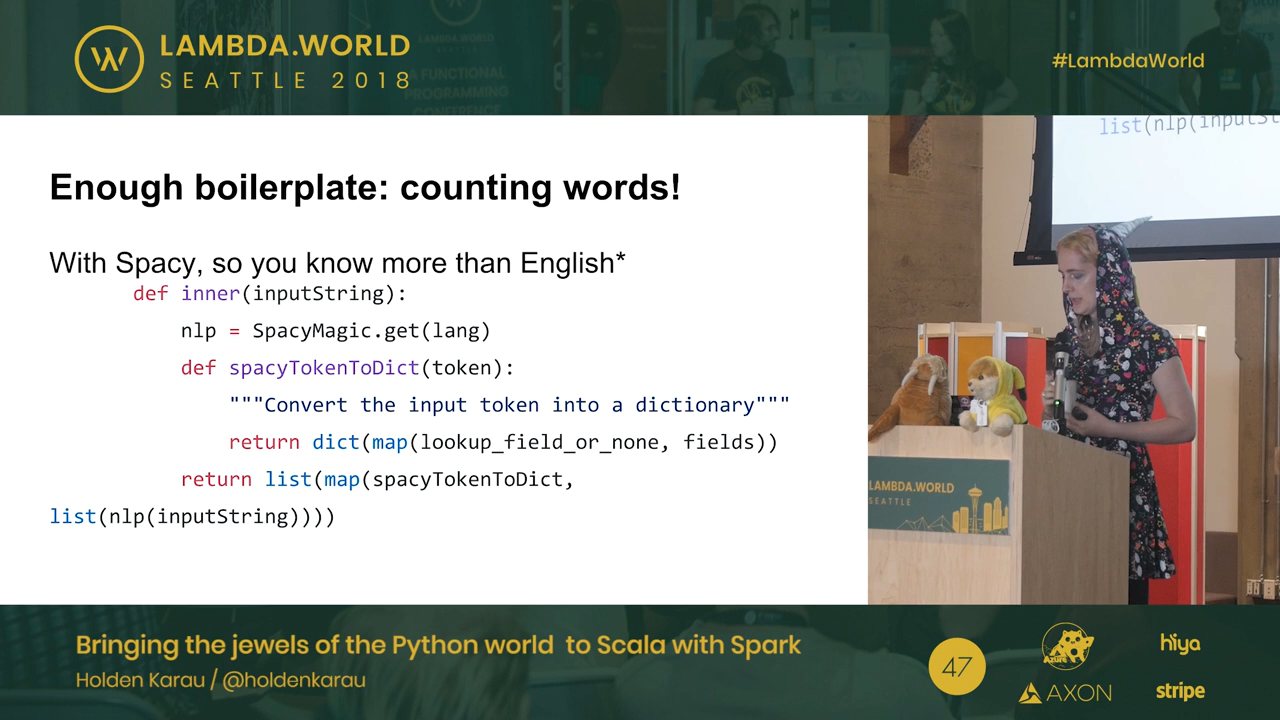 LAMBDA.WORLD
SEATTLE 2018
#LambdaWorld
A FUNCTIONAL
PROGRAMMING
CONFERENCE
Enough boilerplate: counting words!
With Spacy, so you know more than English*
def inner(inputString):
nlp = SpacyMagic.get(lang)
def spacyTokenToDict(token):
"""Convert the input token into a dictionary"""
return dict(map(lookup_field_or_none, fields))
return list(map(spacyTokenToDict,
list(nlp(inputString))))
list(nlp(inputSt
LAMBDA.WORLD
SEATTLE
Bringing the jewels of the Python world to Scala with Spark
Holden Karau / @holdenkarau
47
Azure
hiya
AXON
stripe